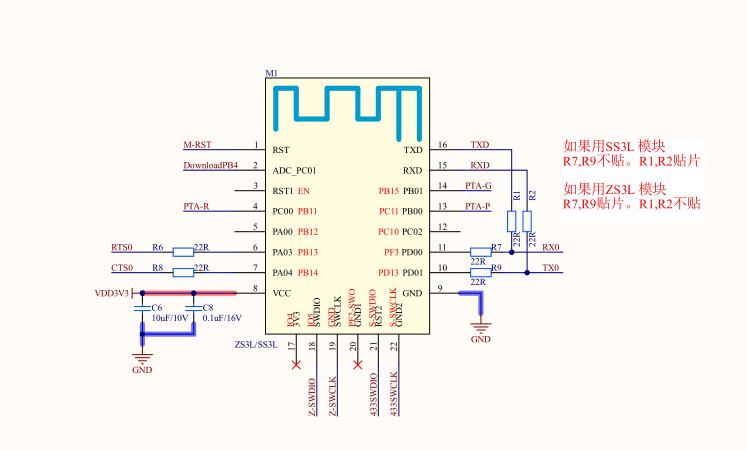 M1
M-RST 1 RST TXD 16 TXD
DownloadPB4 2 ADC_PC01 RXD 15 RXD
3 RST1 EN PB15 PB01 14 PTA-G
PTA-R 4 PC00 PB11 PC11 PB00 13 PTA-P
5 PA00 PB12 PC10 PC02 12
RTS0 R6 22R 6 PA03 PB13 PF3 PD00 11 R7 22R RX0
CTS0 R8 22R 7 PA04 PB14 PD13 PD01 10 R9 22R TX0
VDD3V3 8 VCC GND 9
R1 22R
R2 22R
如果用SS3L 模块
R7,R9不贴。R1,R2贴片
如果用ZS3L 模块
R7,R9贴片。R1,R2不贴
C6
10uF/10V
C8
0.1uF/16V
GND
GND
ZS3L/SS3L
IO4
3V3
17
SWDIO
18
Z-SWDIO
GND
SWCLK
19
Z-SWCLK
PF2-SWO
GND1
20
S-SWDIO
RST2
21
433SWDIO
S-SWCLK
GND2
22
433SWCLK